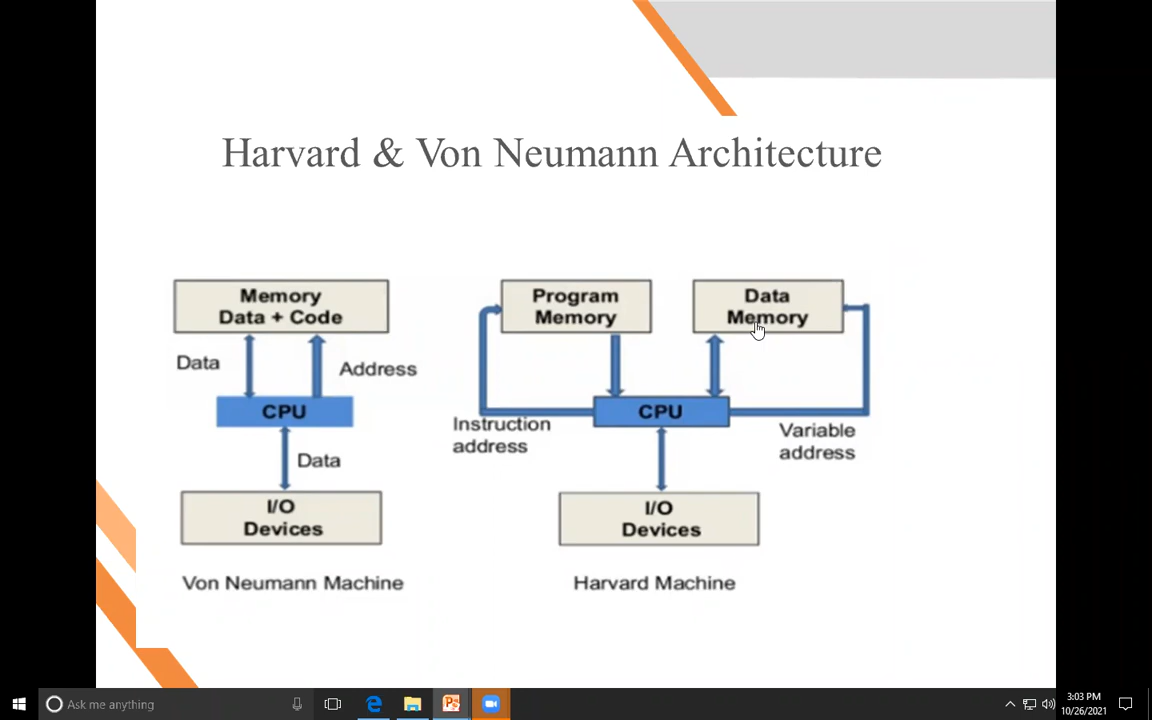 Harvard & Von Neumann Architecture
Memory
Data + Code
Data
Address
CPU
Data
I/O
Devices
Von Neumann Machine
Program
Memory
Data
Memory
CPU
Instruction
address
Variable
address
I/O
Devices
Harvard Machine
Ask me anything
3:03 PM
10/26/2021